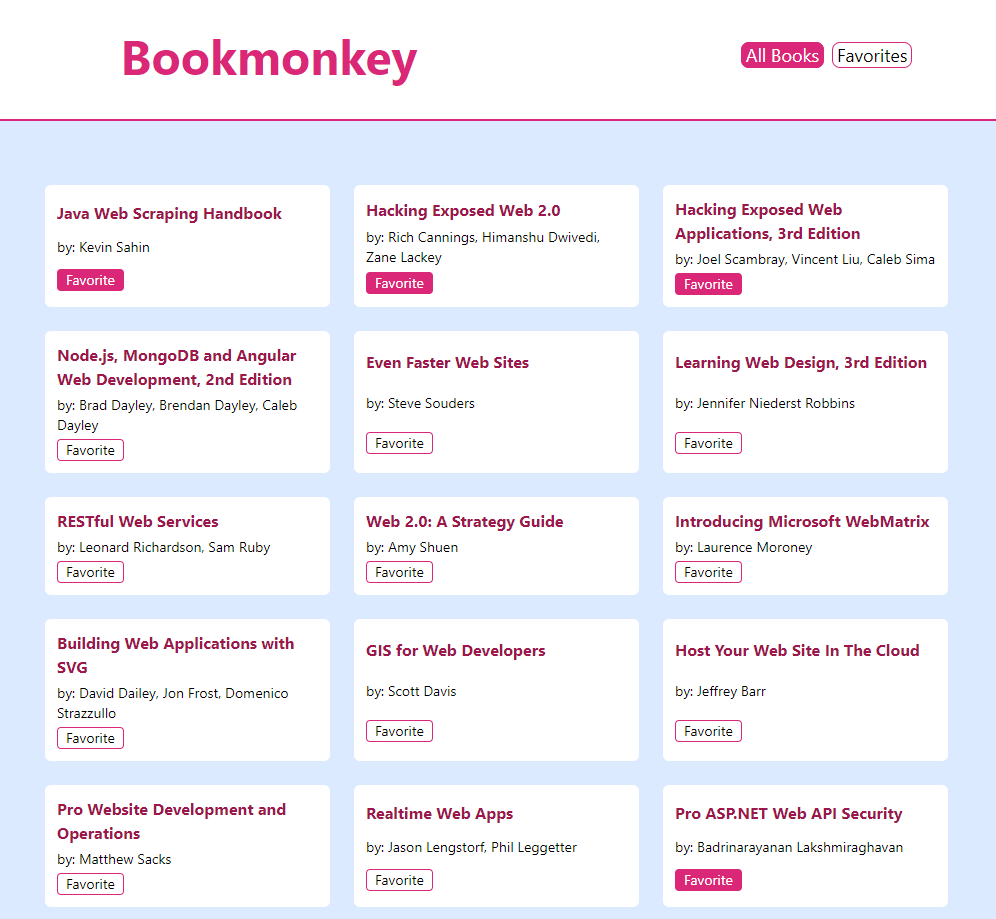 Bookmonkey
All Books
Favorites
Java Web Scraping Handbook
by: Kevin Sahin
Favorite
Hacking Exposed Web 2.0
by: Rich Cannings, Himanshu Dwivedi,
Zane Lackey
Favorite
Hacking Exposed Web
Applications, 3rd Edition
by: Joel Scambray, Vincent Liu, Caleb Sima
Favorite
Node.js, MongoDB and Angular
Web Development, 2nd Edition
by: Brad Dayley, Brendan Dayley, Caleb
Dayley
Favorite
Even Faster Web Sites
by: Steve Souders
Favorite
Learning Web Design, 3rd Edition
by: Jennifer Niederst Robbins
Favorite
RESTful Web Services
by: Leonard Richardson, Sam Ruby
Favorite
Web 2.0: A Strategy Guide
by: Amy Shuen
Favorite
Introducing Microsoft WebMatrix
by: Laurence Moroney
Favorite
Building Web Applications with
SVG
by: David Dailey, Jon Frost, Domenico
Strazzullo
Favorite
GIS for Web Developers
by: Scott Davis
Favorite
Host Your Web Site In The Cloud
by: Jeffrey Barr
Favorite
Pro Website Development and
Operations
by: Matthew Sacks
Favorite
Realtime Web Apps
by: Jason Lengstorf, Phil Leggetter
Favorite
Pro ASP.NET Web API Security
by: Badrinarayanan Lakshmiraghavan
Favorite